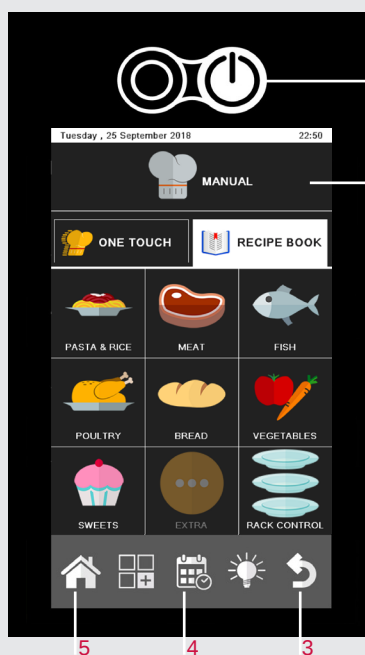 Tuesday , 25 September 2018 22:50
MANUAL
ONE TOUCH RECIPE BOOK
PASTA & RICE MEAT FISH
POULTRY BREAD VEGETABLES
SWEETS EXTRA RACK CONTROL
5 4 3